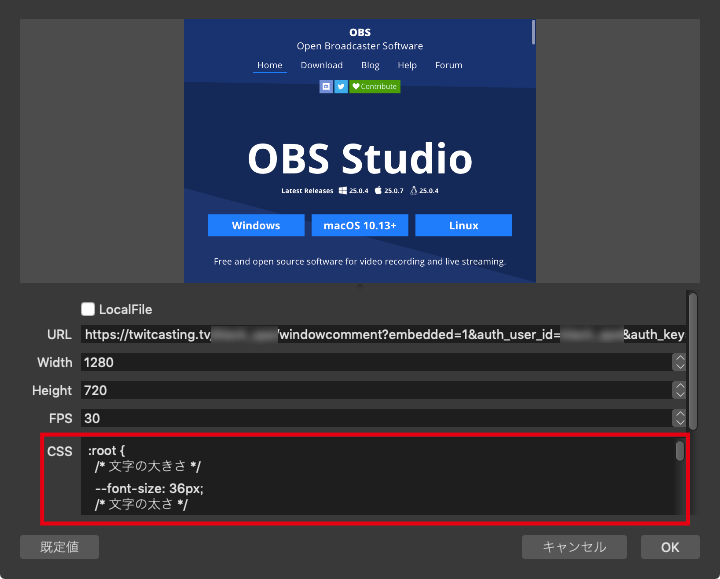 OBS
Open Broadcaster Software
Home Download Blog Help Forum
Contribute
OBS Studio
Latest Releases 25.0.4 25.0.7 25.0.4
Windows macOS 10.13+ Linux
Free and open source software for video recording and live streaming.
LocalFile
URL https://twitcasting.tv/ /windowcomment?embedded=1&auth_user_id= &auth_key
Width 1280
Height 720
FPS 30
CSS :root {
/* 文字の大きさ */
--font-size: 36px;
/* 文字の太さ */
既定値 キャンセル OK